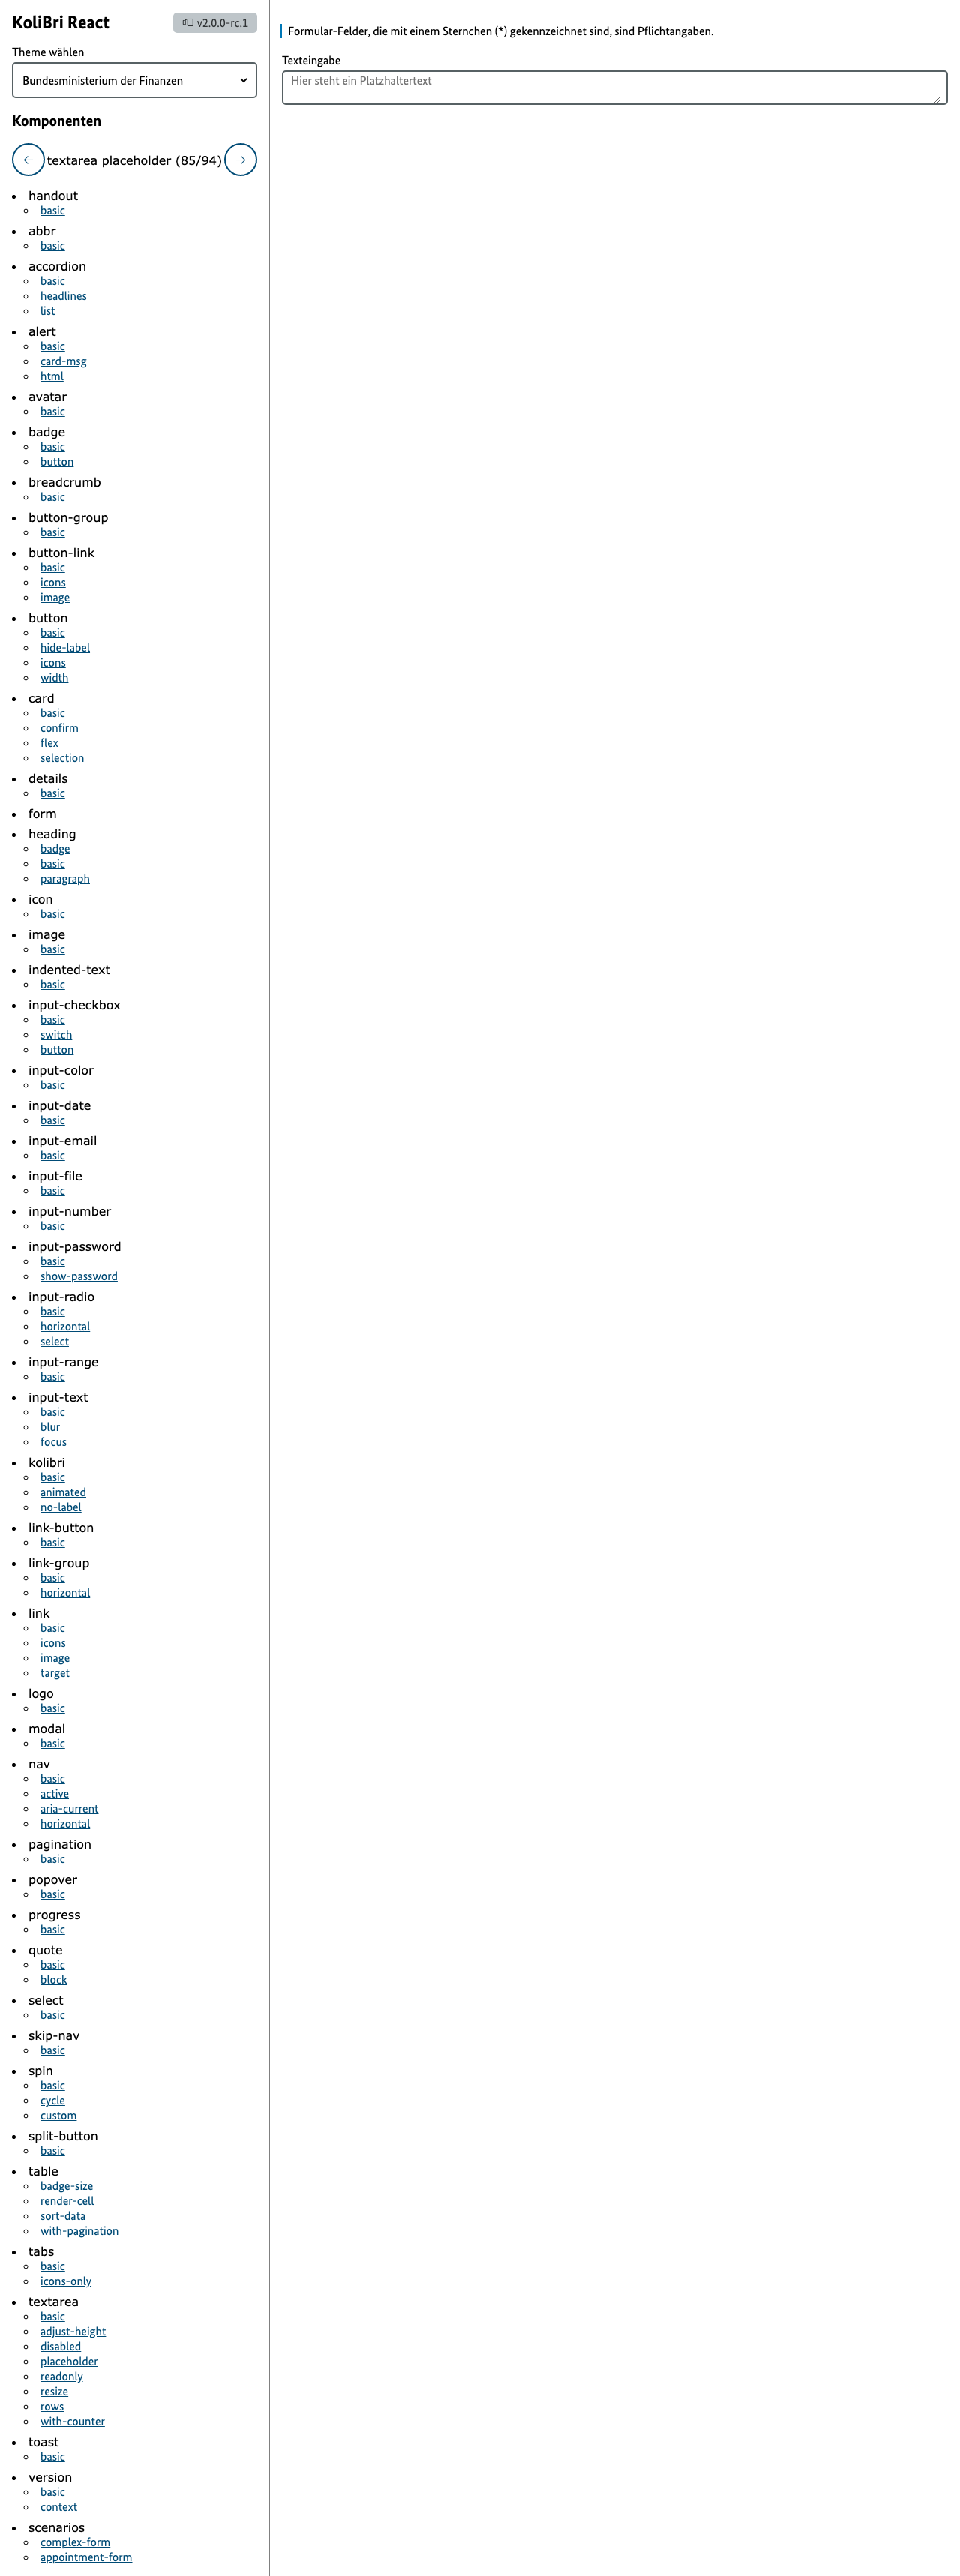 KoliBri React
v2.0.0-rc.1
Theme wählen
Bundesministerium der Finanzen
Komponenten
textarea placeholder (85/94)
handout
basic
abbr
basic
accordion
basic
headlines
list
alert
basic
card-msg
html
avatar
basic
badge
basic
button
breadcrumb
basic
button-group
basic
button-link
basic
icons
image
button
basic
hide-label
icons
width
card
basic
confirm
flex
selection
details
basic
form
heading
badge
basic
paragraph
icon
basic
image
basic
indented-text
basic
input-checkbox
basic
switch
button
input-color
basic
input-date
basic
input-email
basic
input-file
basic
input-number
basic
input-password
basic
show-password
input-radio
basic
horizontal
select
input-range
basic
input-text
basic
blur
focus
kolibri
basic
animated
no-label
link-button
basic
link-group
basic
horizontal
link
basic
icons
image
target
logo
basic
modal
basic
nav
basic
active
aria-current
horizontal
pagination
basic
popover
basic
progress
basic
quote
basic
block
select
basic
skip-nav
basic
spin
basic
cycle
custom
split-button
basic
table
badge-size
render-cell
sort-data
with-pagination
tabs
basic
icons-only
textarea
basic
adjust-height
disabled
placeholder
readonly
resize
rows
with-counter
toast
basic
version
basic
context
scenarios
complex-form
appointment-form
Formular-Felder, die mit einem Sternchen (*) gekennzeichnet sind, sind Pflichtangaben.
Texteingabe
Hier steht ein Platzhaltertext